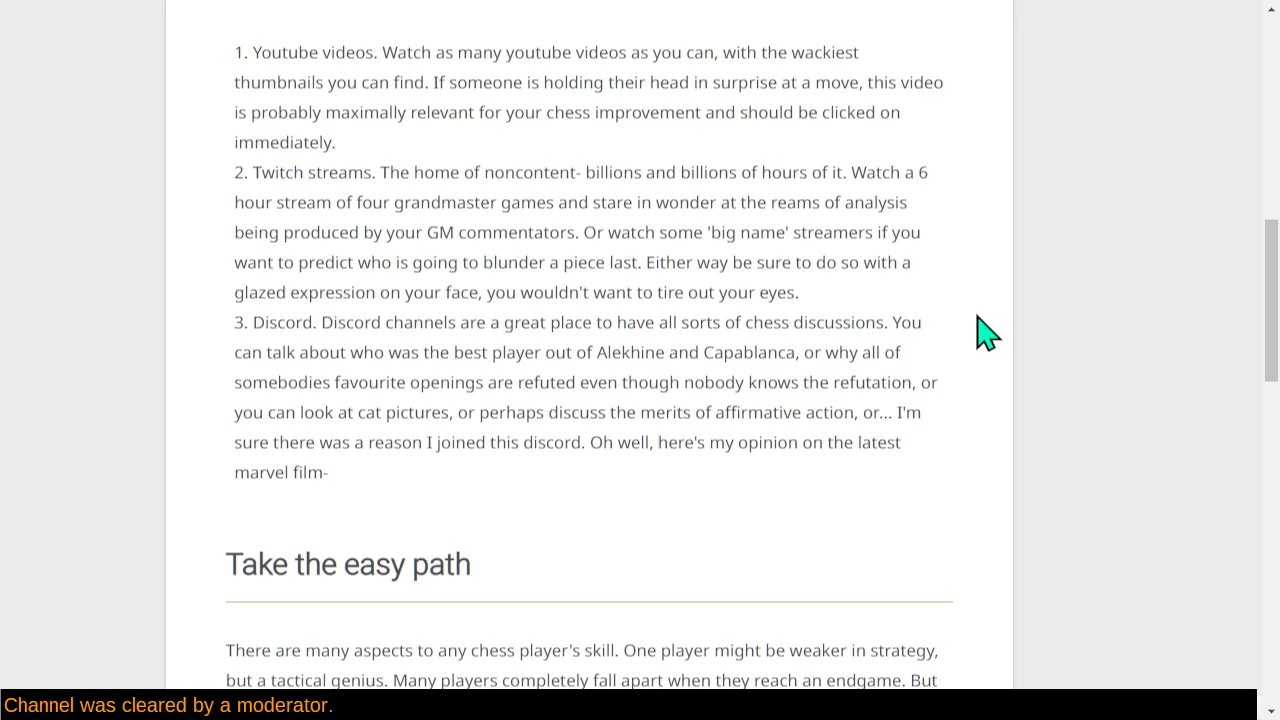 1. Youtube videos. Watch as many youtube videos as you can, with the wackiest
thumbnails you can find. If someone is holding their head in surprise at a move, this video
is probably maximally relevant for your chess improvement and should be clicked on
immediately.
2. Twitch streams. The home of noncontent- billions and billions of hours of it. Watch a 6
hour stream of four grandmaster games and stare in wonder at the reams of analysis
being produced by your GM commentators. Or watch some 'big name' streamers if you
want to predict who is going to blunder a piece last. Either way be sure to do so with a
glazed expression on your face, you wouldn't want to tire out your eyes.
3. Discord. Discord channels are a great place to have all sorts of chess discussions. You
can talk about who was the best player out of Alekhine and Capablanca, or why all of
somebodies favourite openings are refuted even though nobody knows the refutation, or
you can look at cat pictures, or perhaps discuss the merits of affirmative action, or... I'm
sure there was a reason I joined this discord. Oh well, here's my opinion on the latest
marvel film-
Take the easy path
There are many aspects to any chess player's skill. One player might be weaker in strategy,
but a tactical genius. Many players completely fall apart when they reach an endgame. But
Channel was cleared by a moderator.